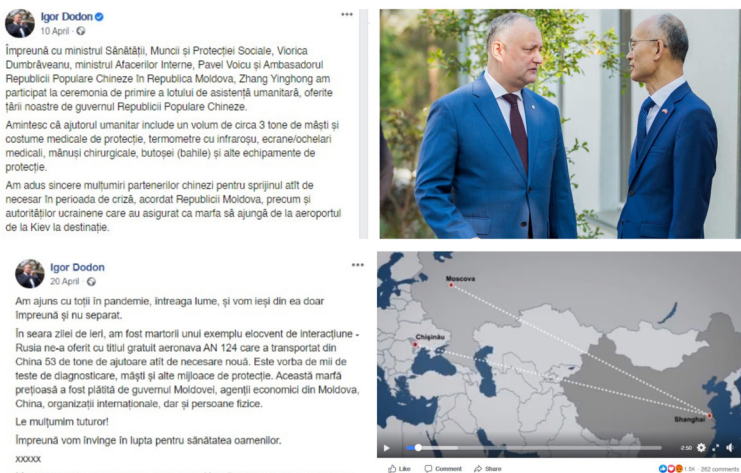 Igor Dodon
10 April ·
Împreună cu ministrul Sănătății, Muncii și Protecției Sociale, Viorica
Dumbrăveanu, ministrul Afacerilor Interne, Pavel Voicu și Ambasadorul
Republicii Populare Chineze în Republica Moldova, Zhang Yinghong am
participat la ceremonia de primire a lotului de asistență umanitară, oferite
țării noastre de guvernul Republicii Populare Chineze.
Amintesc că ajutorul umanitar include un volum de circa 3 tone de măști și
costume medicale de protecție, termometre cu infraroșu, ecrane/ochelari
medicali, mănuși chirurgicale, butoșei (bahile) și alte echipamente de
protecție.
Am adus sincere mulțumiri partenerilor chinezi pentru sprijinul atît de
necesar în perioada de criză, acordat Republicii Moldova, precum și
autorităților ucrainene care au asigurat ca marfa să ajungă de la aeroportul
de la Kiev la destinație.
Igor Dodon
20 April ·
Am ajuns cu toții în pandemie, întreaga lume, și vom ieși din ea doar
împreună și nu separat.
În seara zilei de ieri, am fost martorii unui exemplu elocvent de interacțiune -
Rusia ne-a oferit cu titlul gratuit aeronava AN 124 care a transportat din
China 53 de tone de ajutoare atît de necesare nouă. Este vorba de mii de
teste de diagnosticare, măști și alte mijloace de protecție. Această marfă
prețioasă a fost plătită de guvernul Moldovei, agenții economici din Moldova,
China, organizații internaționale, dar și persoane fizice.
Le mulțumim tuturor!
Împreună vom învinge în lupta pentru sănătatea oamenilor.
xxxxx
Moscova
Chișinău
Shanghai
-2:50
Like Comment Share 1.5K · 262 comments